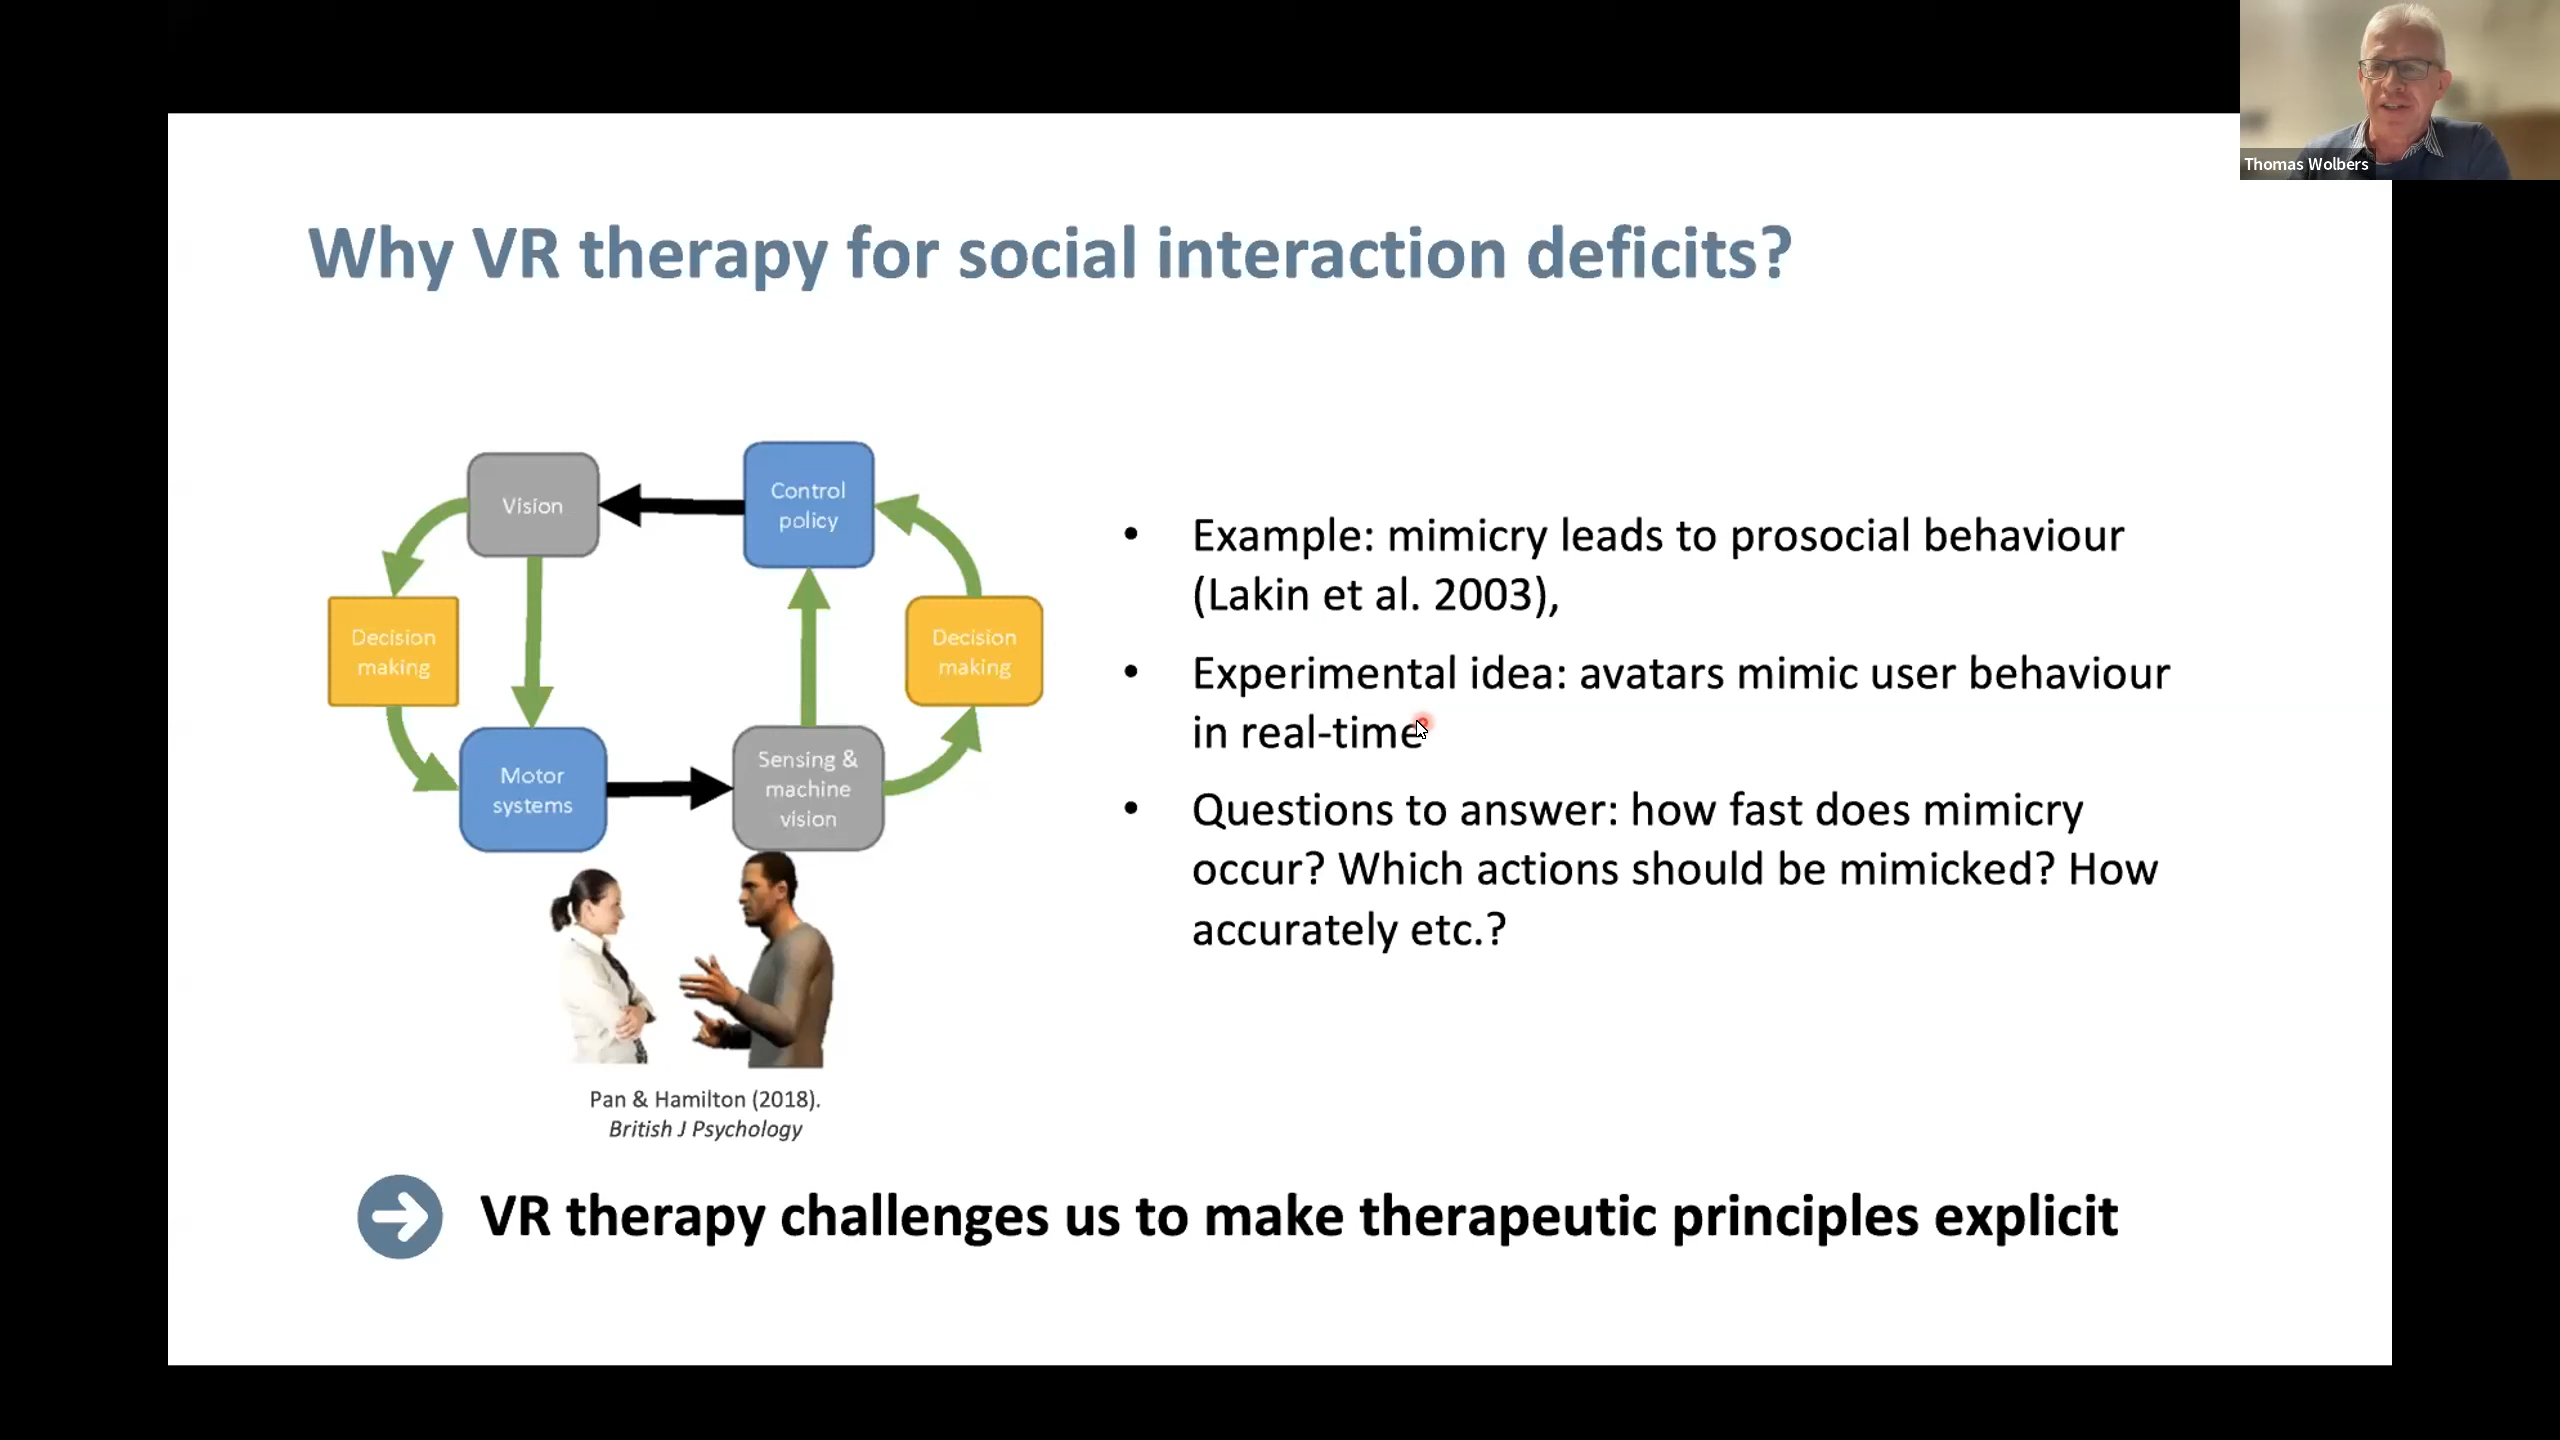 Thomas Wolbers
Why VR therapy for social interaction deficits?
Vision
Control
policy
Decision
making
Decision
making
Motor
systems
Sensing &
machine
vision
Pan & Hamilton (2018).
British J Psychology
• Example: mimicry leads to prosocial behaviour
(Lakin et al. 2003),
• Experimental idea: avatars mimic user behaviour
in real-time
• Questions to answer: how fast does mimicry
occur? Which actions should be mimicked? How
accurately etc.?
VR therapy challenges us to make therapeutic principles explicit